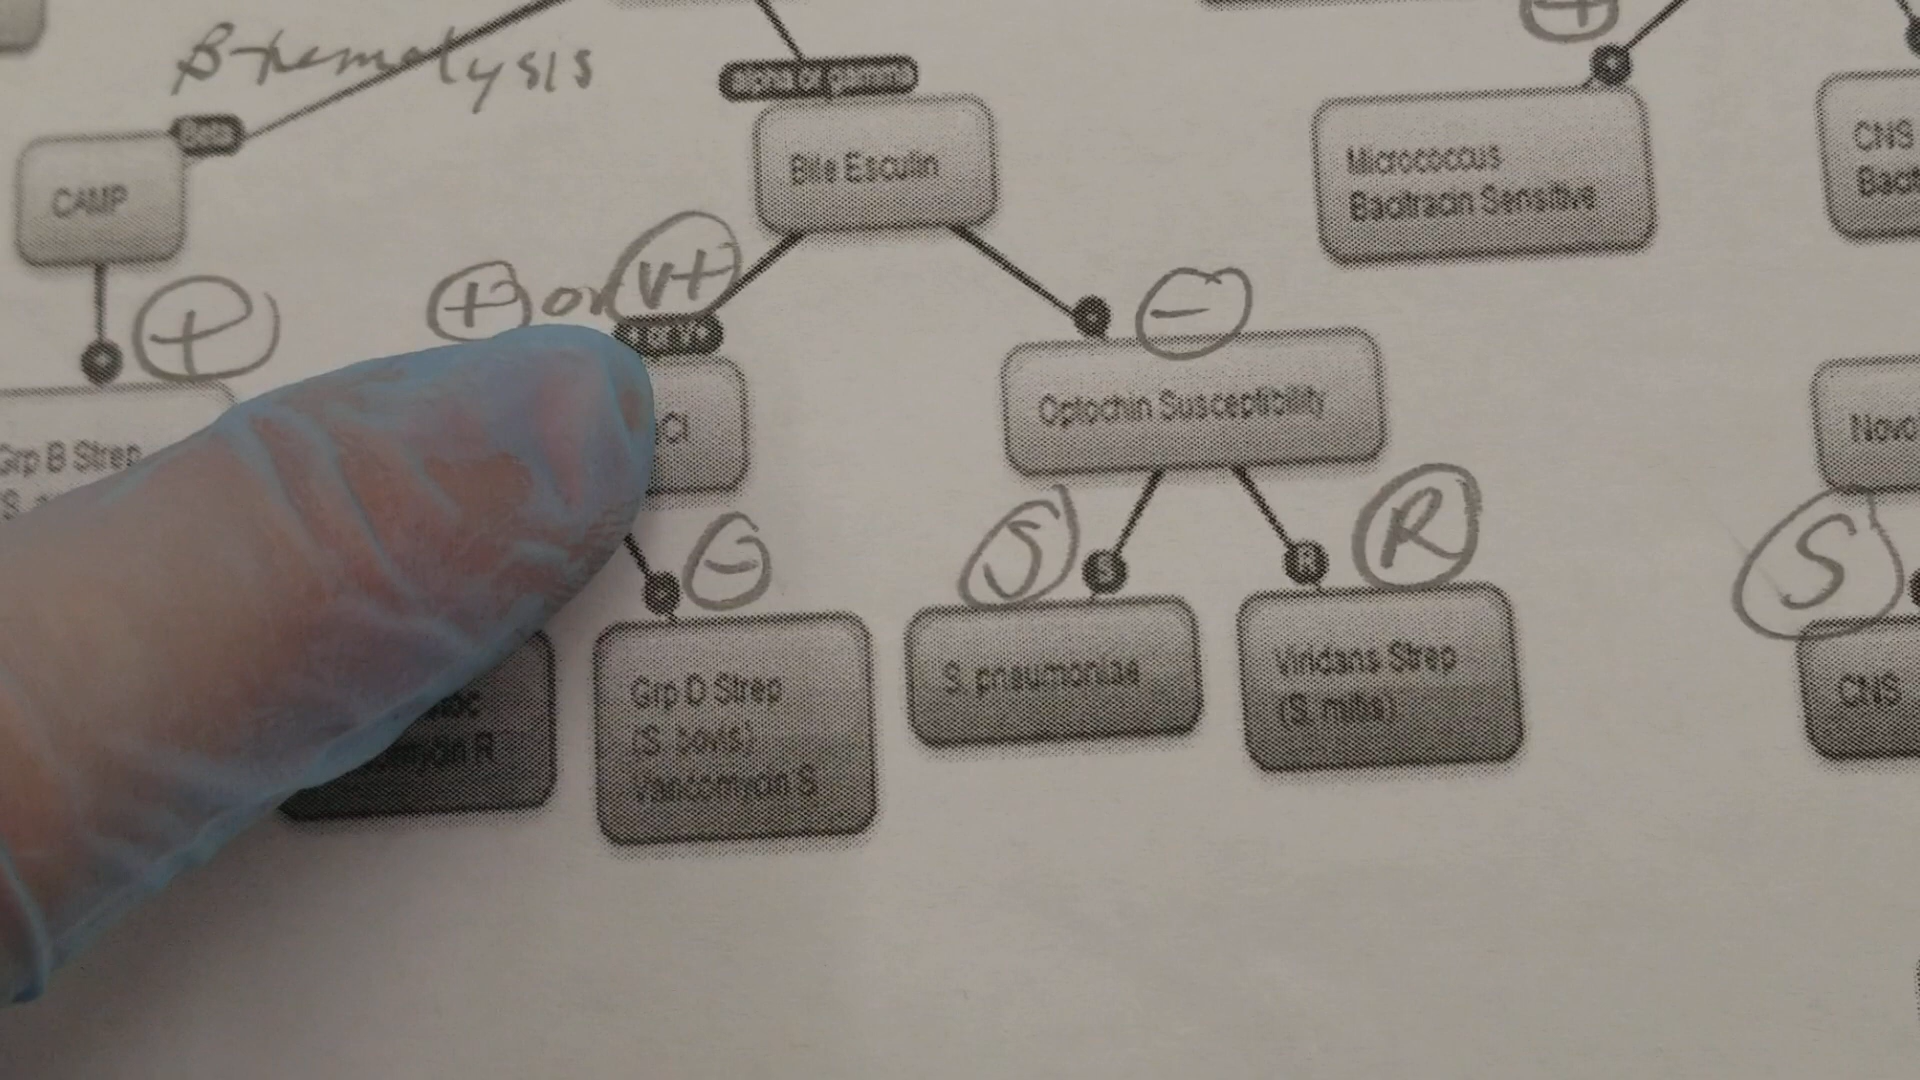 β-hemolysis
+
alpha or gamma
Beta
Bile Esculin
CAMP
Micrococcus
Bacitracin Sensitive
CNS
+ or v+
+
-
Optochin Susceptibility
Grp B Strep
-
S
R
S
S
R
Grp D Strep
(S. bovis)
Vancomycin S
S. pneumoniae
Viridans Strep
(S. mitis)
CNS